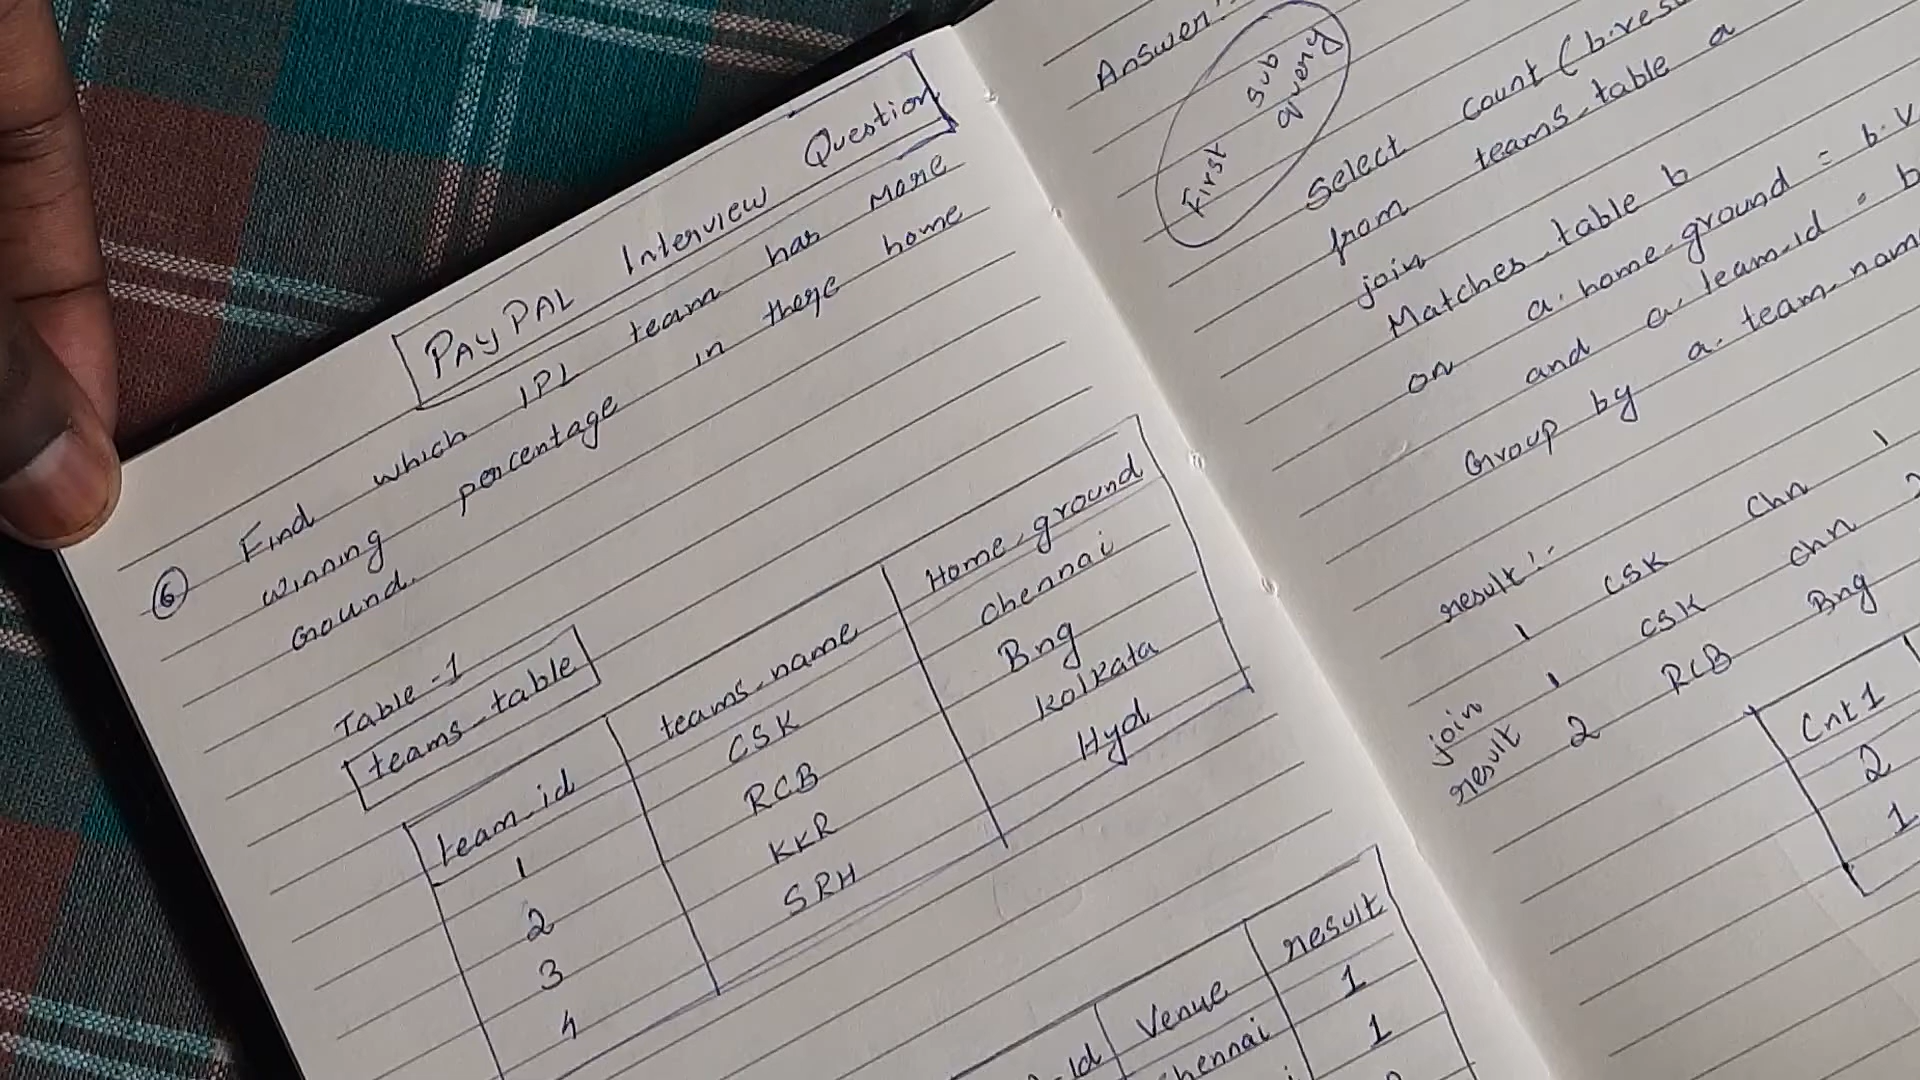 PAYPAL Interview Question
6 Find which IPL team has More
winning percentage in there home
Ground.
Table-1
teams_table
team_id teams_name Home_ground
1 CSK Chennai
2 RCB Bng
3 KKR Kolkata
4 SRH Hyd
Venue result
Chennai 1
1
Answer:
First Sub Query
Select count (b.
from teams_table a
join
Matches_table b
on a.home_ground = b.
and a.team_id =
Group by a.
result:-
1 CSK Chn 1
join result
1 CSK Chn
2 RCB Bng
Cnt 1
2
1